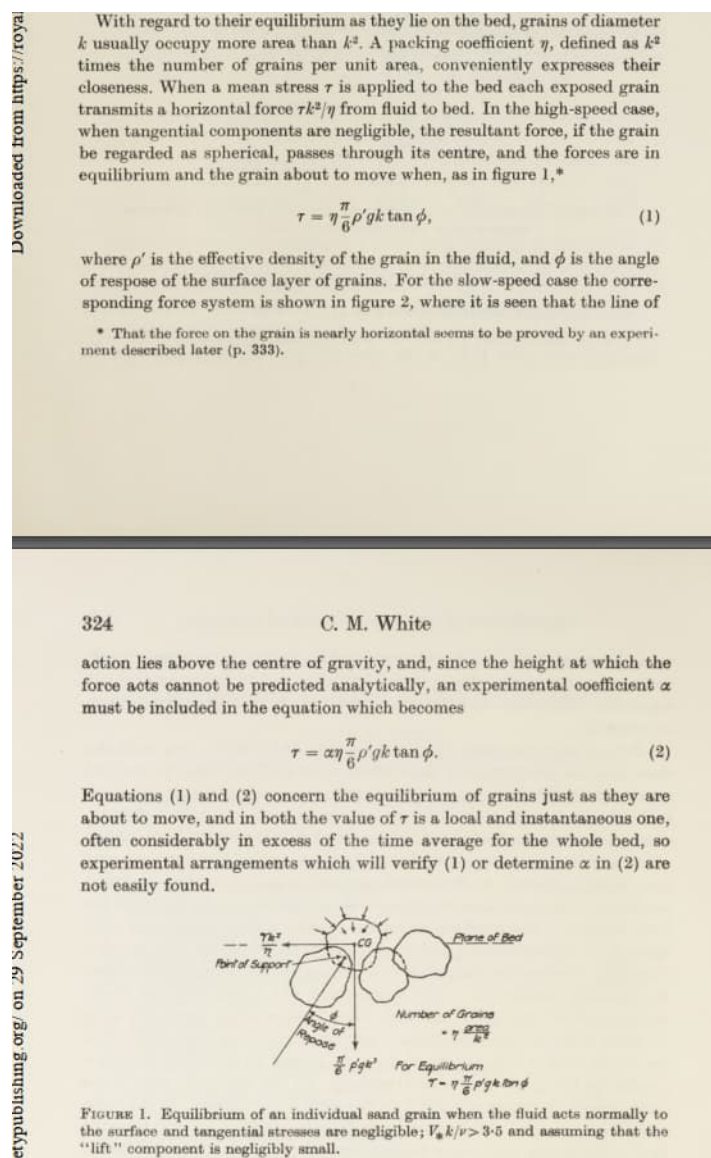 Downloaded from https://royal
With regard to their equilibrium as they lie on the bed, grains of diameter
k usually occupy more area than k². A packing coefficient η, defined as k²
times the number of grains per unit area, conveniently expresses their
closeness. When a mean stress τ is applied to the bed each exposed grain
transmits a horizontal force τk²/η from fluid to bed. In the high-speed case,
when tangential components are negligible, the resultant force, if the grain
be regarded as spherical, passes through its centre, and the forces are in
equilibrium and the grain about to move when, as in figure 1,*
τ = η π/6 ρ′gk tan ϕ, (1)
where ρ′ is the effective density of the grain in the fluid, and ϕ is the angle
of respose of the surface layer of grains. For the slow-speed case the corre-
sponding force system is shown in figure 2, where it is seen that the line of
* That the force on the grain is nearly horizontal seems to be proved by an experi-
ment described later (p. 333).
324 C. M. White
action lies above the centre of gravity, and, since the height at which the
force acts cannot be predicted analytically, an experimental coefficient α
must be included in the equation which becomes
τ = αη π/6 ρ′gk tan ϕ. (2)
Equations (1) and (2) concern the equilibrium of grains just as they are
about to move, and in both the value of τ is a local and instantaneous one,
often considerably in excess of the time average for the whole bed, so
experimental arrangements which will verify (1) or determine α in (2) are
not easily found.
etypublishing.org/ on 29 September 2022
τk²/η
CG
Plane of Bed
Point of Support
ϕ
Angle of
Repose
Number of Grains
= η area/k²
π/6 ρ′gk³
For Equilibrium
τ = η π/6 ρ′gk tan ϕ
FIGURE 1. Equilibrium of an individual sand grain when the fluid acts normally to
the surface and tangential stresses are negligible; V*k/ν > 3·5 and assuming that the
"lift" component is negligibly small.